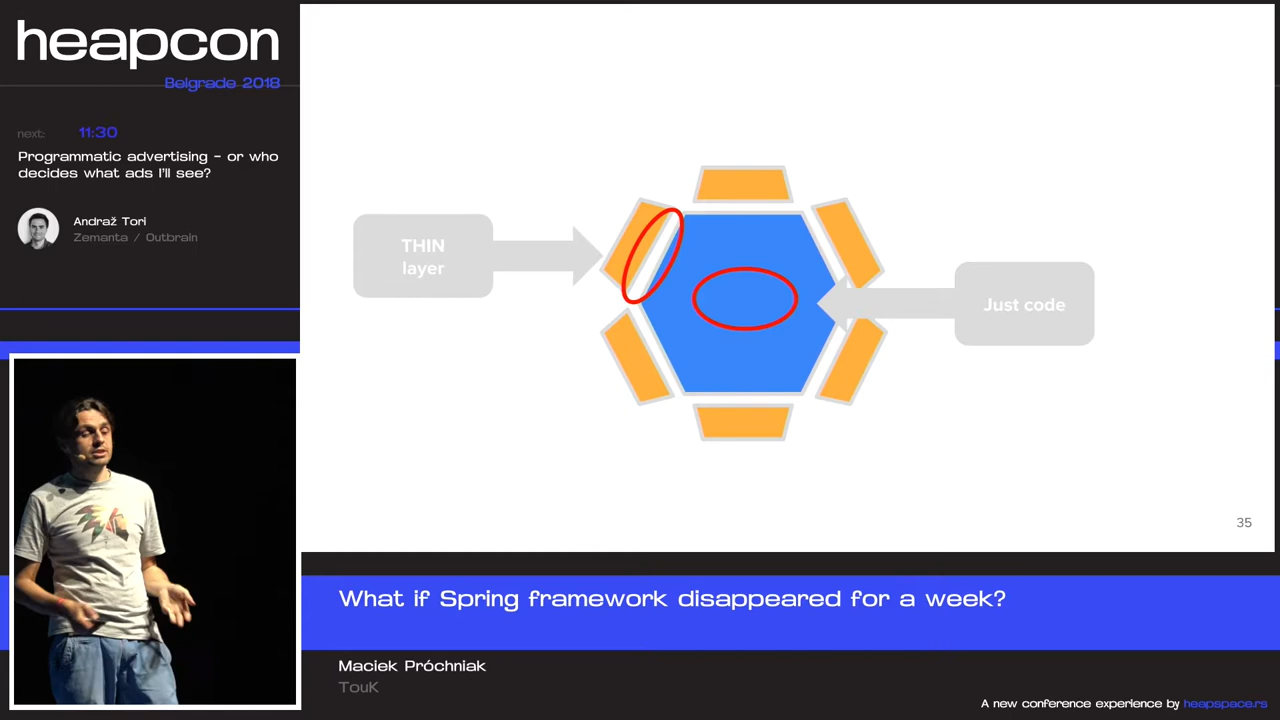 heapcon
Belgrade 2018
next: 11:30
Programmatic advertising - or who
decides what ads I'll see?
Andraž Tori
Zemanta / Outbrain
THIN
layer
Just code
35
What if Spring framework disappeared for a week?
Maciek Próchniak
TouK
A new conference experience by heapspace.rs